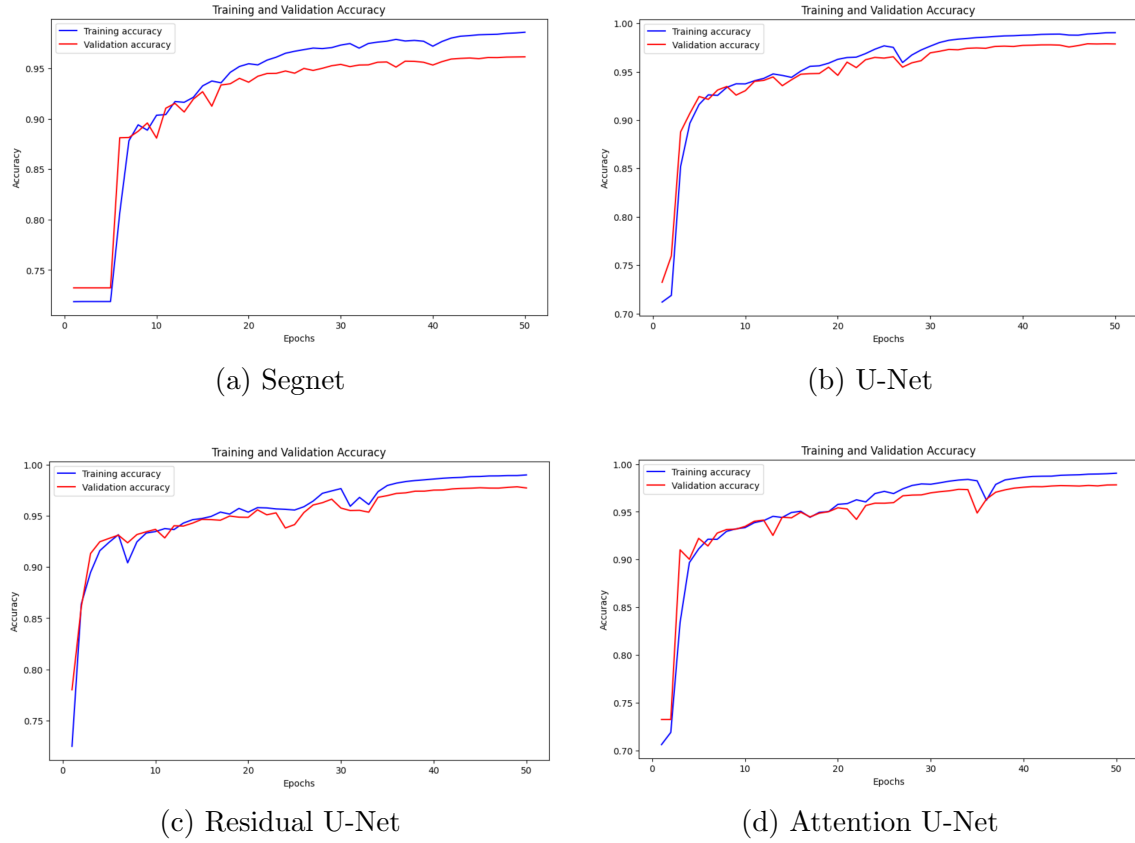 Training and Validation Accuracy
Training accuracy
Validation accuracy
Accuracy
0.95
0.90
0.85
0.80
0.75
0 10 20 30 40 50
Epochs
(a) Segnet
Training and Validation Accuracy
Training accuracy
Validation accuracy
Accuracy
1.00
0.95
0.90
0.85
0.80
0.75
0.70
0 10 20 30 40 50
Epochs
(b) U-Net
Training and Validation Accuracy
Training accuracy
Validation accuracy
Accuracy
1.00
0.95
0.90
0.85
0.80
0.75
0 10 20 30 40 50
Epochs
(c) Residual U-Net
Training and Validation Accuracy
Training accuracy
Validation accuracy
Accuracy
1.00
0.95
0.90
0.85
0.80
0.75
0.70
0 10 20 30 40 50
Epochs
(d) Attention U-Net